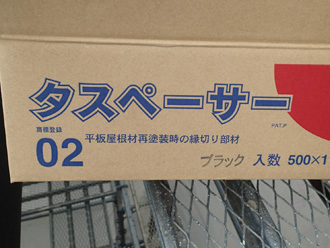 タスペーサー
PAT.P
商標登録
02 平板屋根材再塗装時の縁切り部材
ブラック 入数 500×1